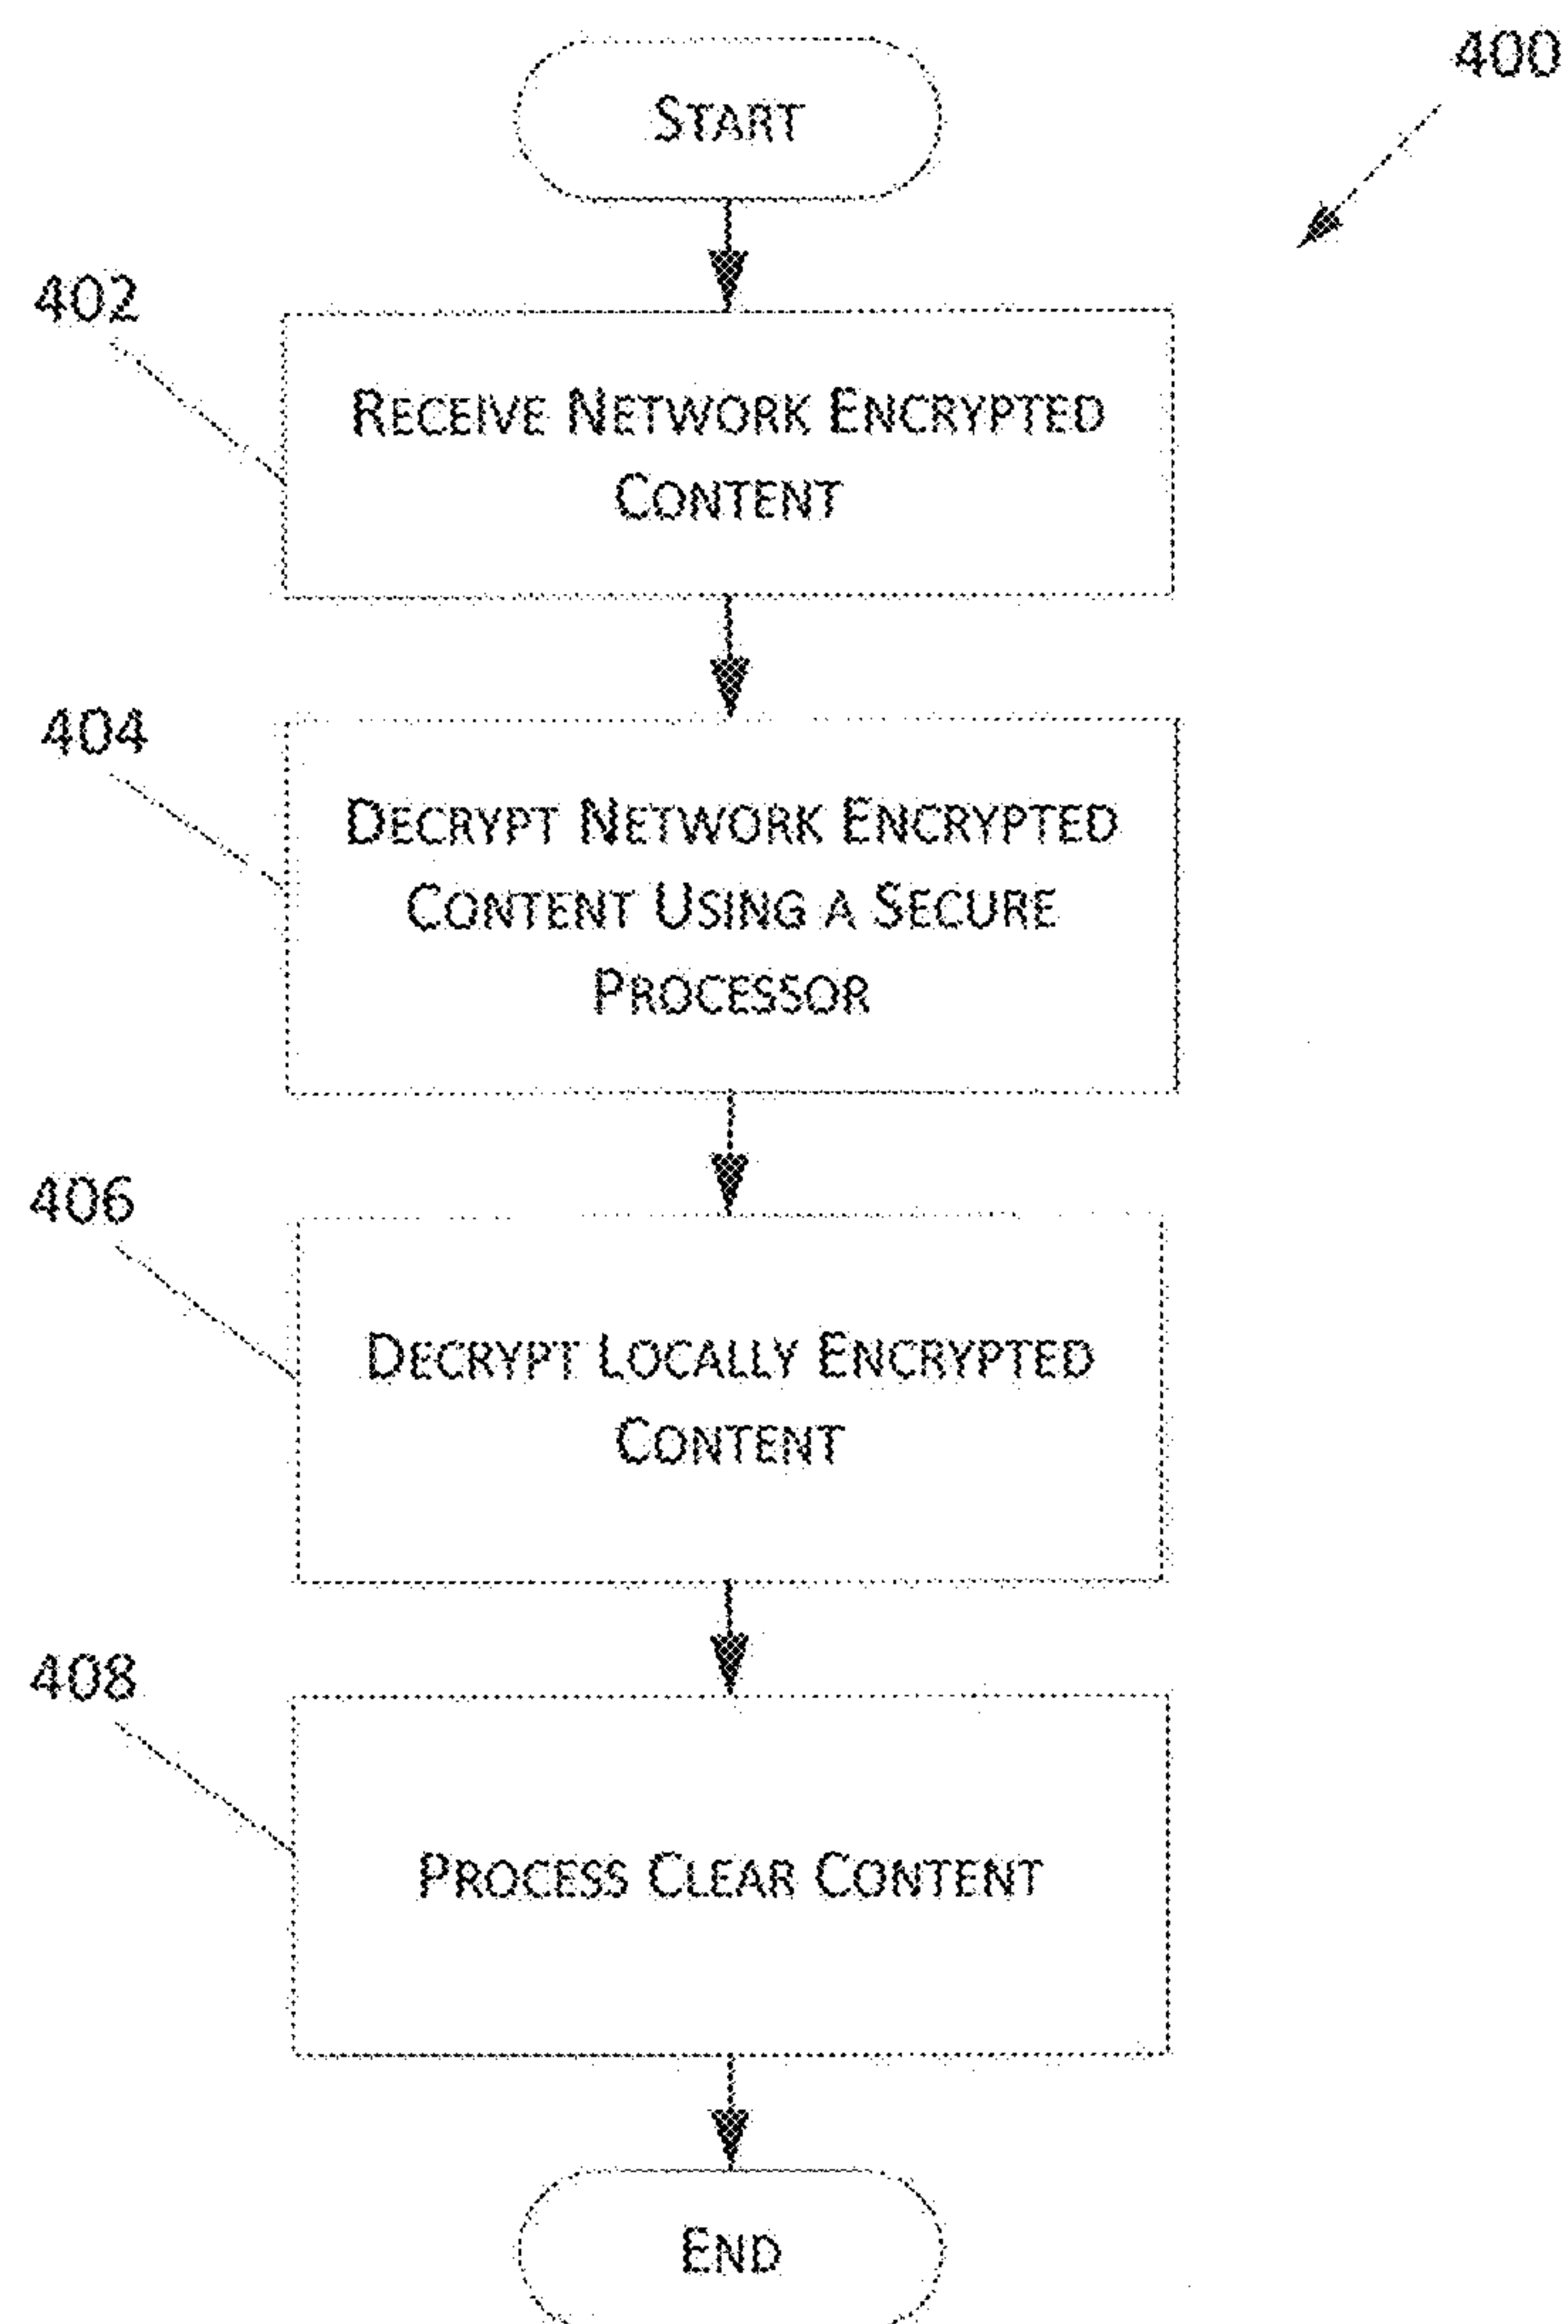 400
START
402
RECEIVE NETWORK ENCRYPTED
CONTENT
404
DECRYPT NETWORK ENCRYPTED
CONTENT USING A SECURE
PROCESSOR
406
DECRYPT LOCALLY ENCRYPTED
CONTENT
408
PROCESS CLEAR CONTENT
END